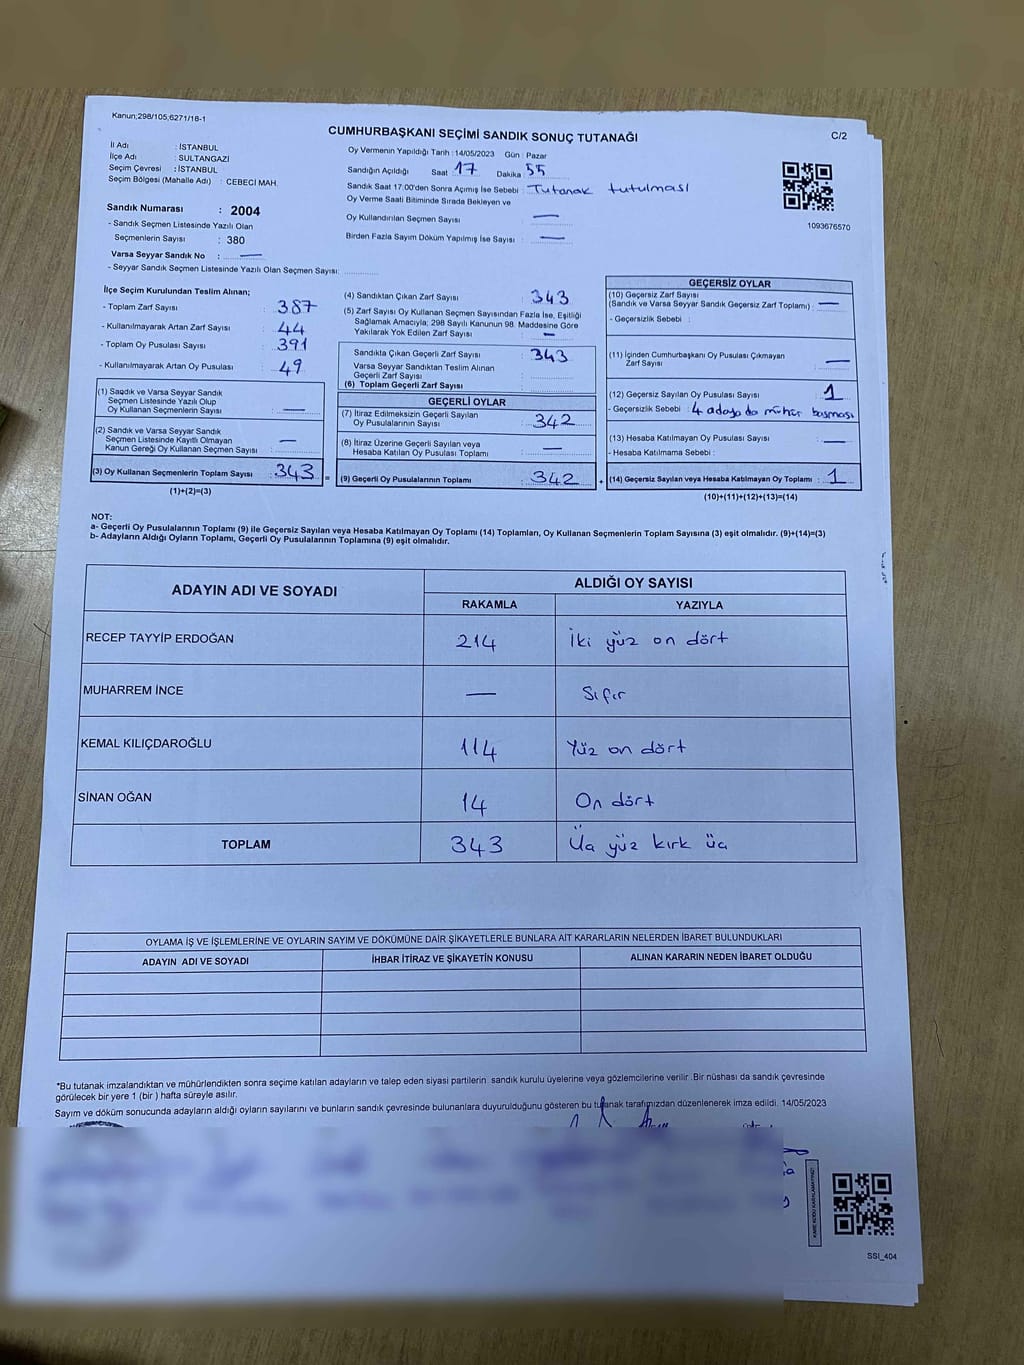 Kanun;298/105;6271/18-1
CUMHURBAŞKANI SEÇİMİ SANDIK SONUÇ TUTANAĞI
C/2
İl Adı : İSTANBUL
İlçe Adı : SULTANGAZİ
Seçim Çevresi : İSTANBUL
Seçim Bölgesi (Mahalle Adı) : CEBECİ MAH.
Oy Vermenin Yapıldığı Tarih : 14/05/2023 Gün : Pazar
Sandığın Açıldığı Saat 17 Dakika 55
Sandık Saat 17:00'den Sonra Açımış İse Sebebi : Tutanak tutulması
Oy Verme Saati Bitiminde Sırada Bekleyen ve
Oy Kullandırılan Seçmen Sayısı : —
Birden Fazla Sayım Döküm Yapılmış İse Sayısı : —
1093676570
Sandık Numarası : 2004
- Sandık Seçmen Listesinde Yazılı Olan
Seçmenlerin Sayısı : 380
Varsa Seyyar Sandık No : —
- Seyyar Sandık Seçmen Listesinde Yazılı Olan Seçmen Sayısı:
İlçe Seçim Kurulundan Teslim Alınan;
- Toplam Zarf Sayısı : 387
- Kullanılmayarak Artan Zarf Sayısı : 44
- Toplam Oy Pusulası Sayısı : 391
- Kullanılmayarak Artan Oy Pusulası : 49
(1) Sandık ve Varsa Seyyar Sandık
Seçmen Listesinde Yazılı Olup
Oy Kullanan Seçmenlerin Sayısı : —
(2) Sandık ve Varsa Seyyar Sandık
Seçmen Listesinde Kayıtlı Olmayan
Kanun Gereği Oy Kullanan Seçmen Sayısı : —
(3) Oy Kullanan Seçmenlerin Toplam Sayısı : 343
(1)+(2)=(3)
=
(4) Sandıktan Çıkan Zarf Sayısı : 343
(5) Zarf Sayısı Oy Kullanan Seçmen Sayısından Fazla İse, Eşitliği
Sağlamak Amacıyla; 298 Sayılı Kanunun 98. Maddesine Göre
Yakılarak Yok Edilen Zarf Sayısı : —
Sandıkta Çıkan Geçerli Zarf Sayısı : 343
Varsa Seyyar Sandıktan Teslim Alınan
Geçerli Zarf Sayısı :
(6) Toplam Geçerli Zarf Sayısı :
GEÇERLİ OYLAR
(7) İtiraz Edilmeksizin Geçerli Sayılan
Oy Pusulalarının Sayısı : 342
(8) İtiraz Üzerine Geçerli Sayılan veya
Hesaba Katılan Oy Pusulası Toplamı : —
(9) Geçerli Oy Pusulalarının Toplamı : 342
+
GEÇERSİZ OYLAR
(10) Geçersiz Zarf Sayısı
(Sandık ve Varsa Seyyar Sandık Geçersiz Zarf Toplamı) : —
- Geçersizlik Sebebi :
(11) İçinden Cumhurbaşkanı Oy Pusulası Çıkmayan
Zarf Sayısı : —
(12) Geçersiz Sayılan Oy Pusulası Sayısı : 1
- Geçersizlik Sebebi : 4 adayada mühür basması
(13) Hesaba Katılmayan Oy Pusulası Sayısı : —
- Hesaba Katılmama Sebebi :
(14) Geçersiz Sayılan veya Hesaba Katılmayan Oy Toplamı : 1
(10)+(11)+(12)+(13)=(14)
NOT:
a- Geçerli Oy Pusulalarının Toplamı (9) ile Geçersiz Sayılan veya Hesaba Katılmayan Oy Toplamı (14) Toplamları, Oy Kullanan Seçmenlerin Toplam Sayısına (3) eşit olmalıdır. (9)+(14)=(3)
b- Adayların Aldığı Oyların Toplamı, Geçerli Oy Pusulalarının Toplamına (9) eşit olmalıdır.
ADAYIN ADI VE SOYADI
ALDIĞI OY SAYISI
RAKAMLA YAZIYLA
RECEP TAYYİP ERDOĞAN 214 İki yüz on dört
MUHARREM İNCE — Sıfır
KEMAL KILIÇDAROĞLU 114 Yüz on dört
SİNAN OĞAN 14 On dört
TOPLAM 343 Üç yüz kırk üç
OYLAMA İŞ VE İŞLEMLERİNE VE OYLARIN SAYIM VE DÖKÜMÜNE DAİR ŞİKAYETLERLE BUNLARA AİT KARARLARIN NELERDEN İBARET BULUNDUKLARI
ADAYIN ADI VE SOYADI İHBAR İTİRAZ VE ŞİKAYETİN KONUSU ALINAN KARARIN NEDEN İBARET OLDUĞU
*Bu tutanak imzalandıktan ve mühürlendikten sonra seçime katılan adayların ve talep eden siyasi partilerin sandık kurulu üyelerine veya gözlemcilerine verilir .Bir nüshası da sandık çevresinde
görülecek bir yere 1 (bir ) hafta süreyle asılır.
Sayım ve döküm sonucunda adayların aldığı oyların sayılarını ve bunların sandık çevresinde bulunanlara duyurulduğunu gösteren bu tutanak tarafımızdan düzenlenerek imza edildi. 14/05/2023
SSI_404